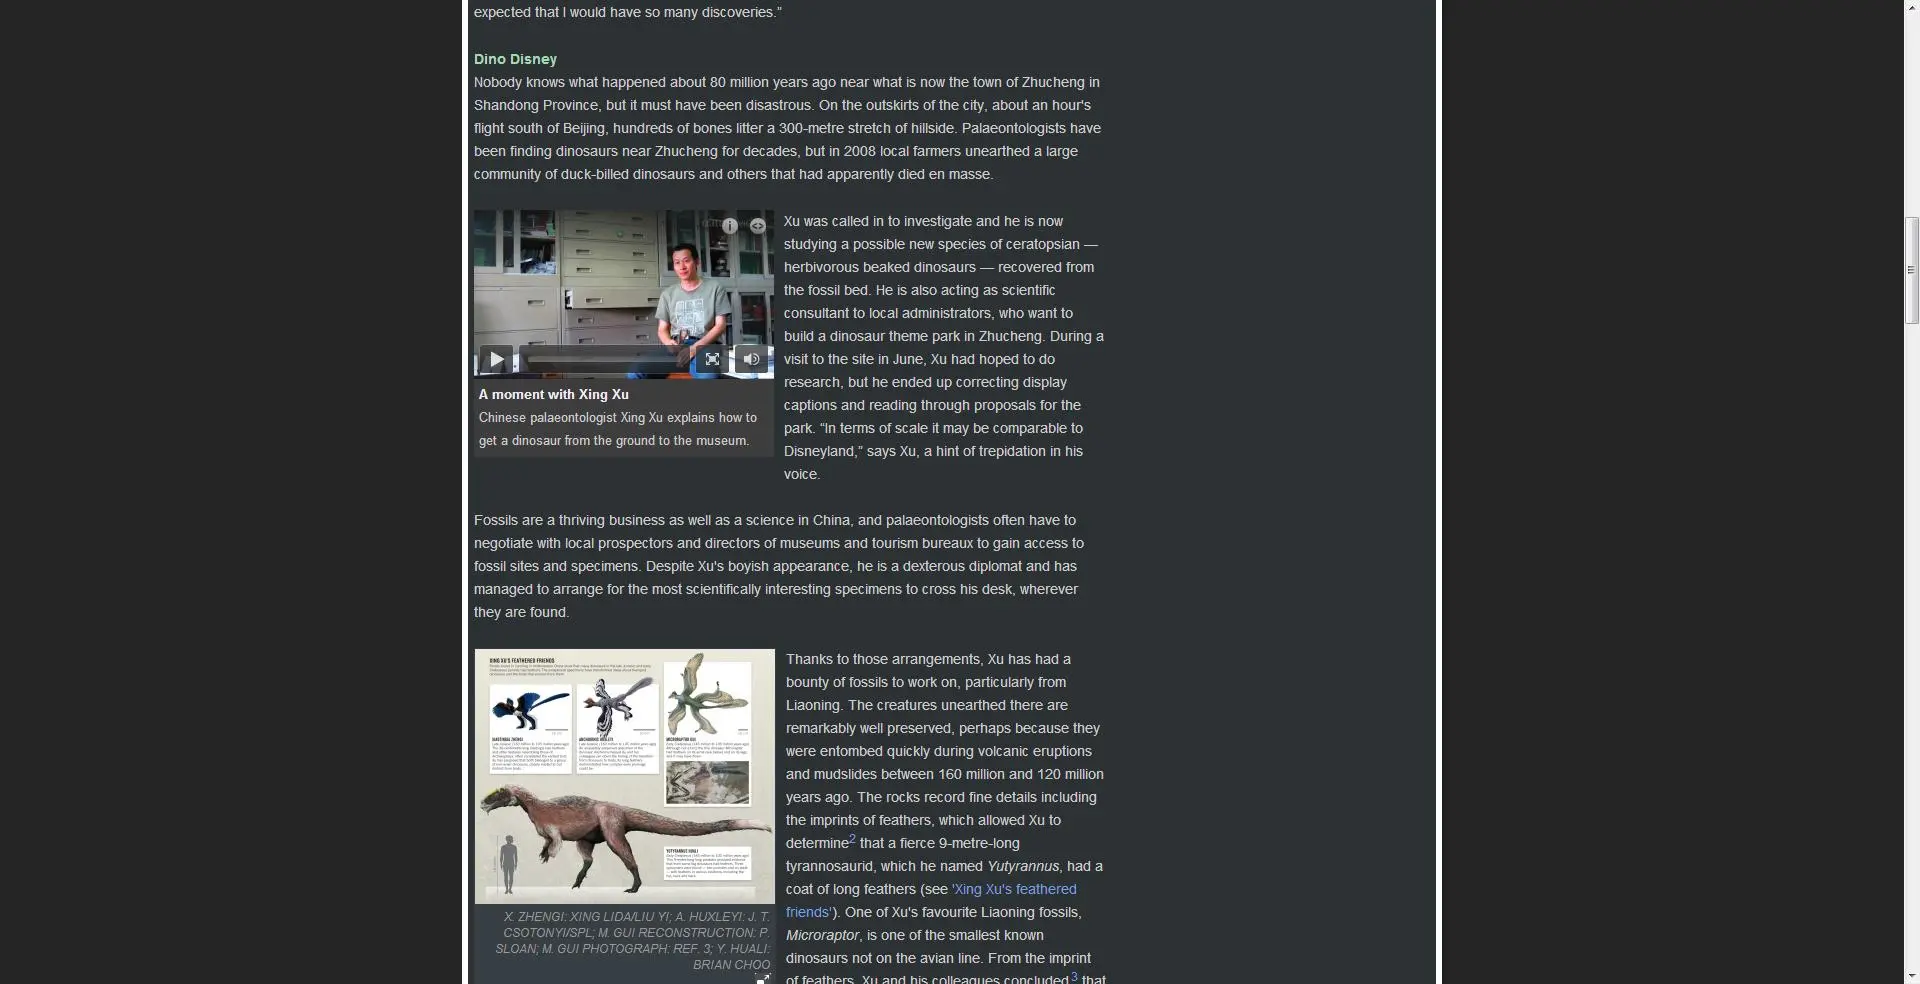 expected that I would have so many discoveries.”
Dino Disney
Nobody knows what happened about 80 million years ago near what is now the town of Zhucheng in
Shandong Province, but it must have been disastrous. On the outskirts of the city, about an hour's
flight south of Beijing, hundreds of bones litter a 300-metre stretch of hillside. Palaeontologists have
been finding dinosaurs near Zhucheng for decades, but in 2008 local farmers unearthed a large
community of duck-billed dinosaurs and others that had apparently died en masse.
Xu was called in to investigate and he is now
studying a possible new species of ceratopsian —
herbivorous beaked dinosaurs — recovered from
the fossil bed. He is also acting as scientific
consultant to local administrators, who want to
build a dinosaur theme park in Zhucheng. During a
visit to the site in June, Xu had hoped to do
research, but he ended up correcting display
captions and reading through proposals for the
park. “In terms of scale it may be comparable to
Disneyland,” says Xu, a hint of trepidation in his
voice.
A moment with Xing Xu
Chinese palaeontologist Xing Xu explains how to
get a dinosaur from the ground to the museum.
Fossils are a thriving business as well as a science in China, and palaeontologists often have to
negotiate with local prospectors and directors of museums and tourism bureaux to gain access to
fossil sites and specimens. Despite Xu's boyish appearance, he is a dexterous diplomat and has
managed to arrange for the most scientifically interesting specimens to cross his desk, wherever
they are found.
XING XU'S FEATHERED FRIENDS
XIAOTINGIA ZHENGI
ANCHIORNIS HUXLEYI
MICRORAPTOR GUI
YUTYRANNUS HUALI
X. ZHENGI: XING LIDA/LIU YI; A. HUXLEYI: J. T.
CSOTONYI/SPL; M. GUI RECONSTRUCTION: P.
SLOAN; M. GUI PHOTOGRAPH: REF. 3; Y. HUALI:
BRIAN CHOO
Thanks to those arrangements, Xu has had a
bounty of fossils to work on, particularly from
Liaoning. The creatures unearthed there are
remarkably well preserved, perhaps because they
were entombed quickly during volcanic eruptions
and mudslides between 160 million and 120 million
years ago. The rocks record fine details including
the imprints of feathers, which allowed Xu to
determine2 that a fierce 9-metre-long
tyrannosaurid, which he named Yutyrannus, had a
coat of long feathers (see 'Xing Xu's feathered
friends'). One of Xu's favourite Liaoning fossils,
Microraptor, is one of the smallest known
dinosaurs not on the avian line. From the imprint
of feathers, Xu and his colleagues concluded3 that